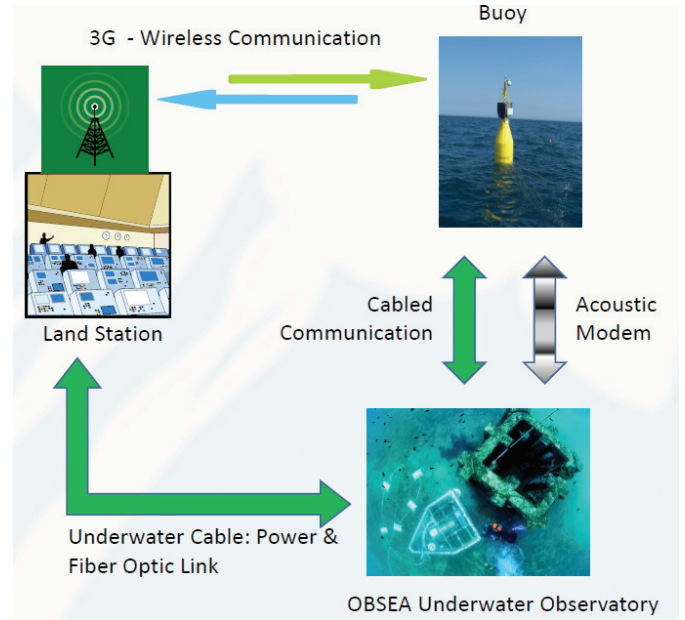 Buoy
3G - Wireless Communication
Cabled
Communication
Acoustic
Modem
Land Station
Underwater Cable: Power &
Fiber Optic Link
OBSEA Underwater Observatory